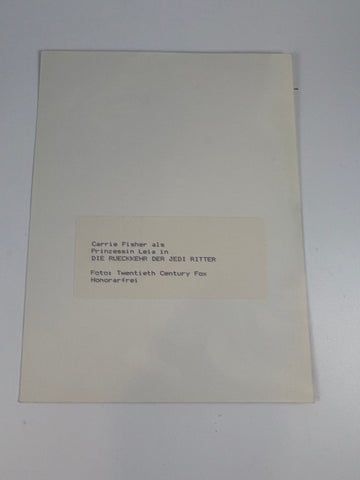 Carrie Fisher als
Prinzessin Leia in
DIE RUECKKEHR DER JEDI RITTER
Foto: Twentieth Century Fox
Honorarfrei